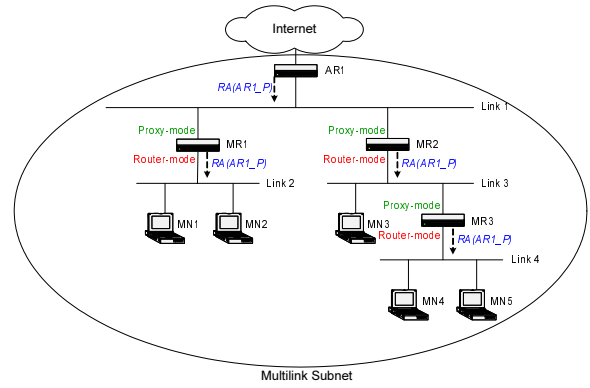 Internet
AR1
RA(AR1_P)
Link 1
Proxy-mode
MR1
Router-mode
RA(AR1_P)
Link 2
MN1
MN2
Proxy-mode
MR2
Router-mode
RA(AR1_P)
Link 3
MN3
Proxy-mode
MR3
Router-mode
RA(AR1_P)
Link 4
MN4
MN5
Multilink Subnet